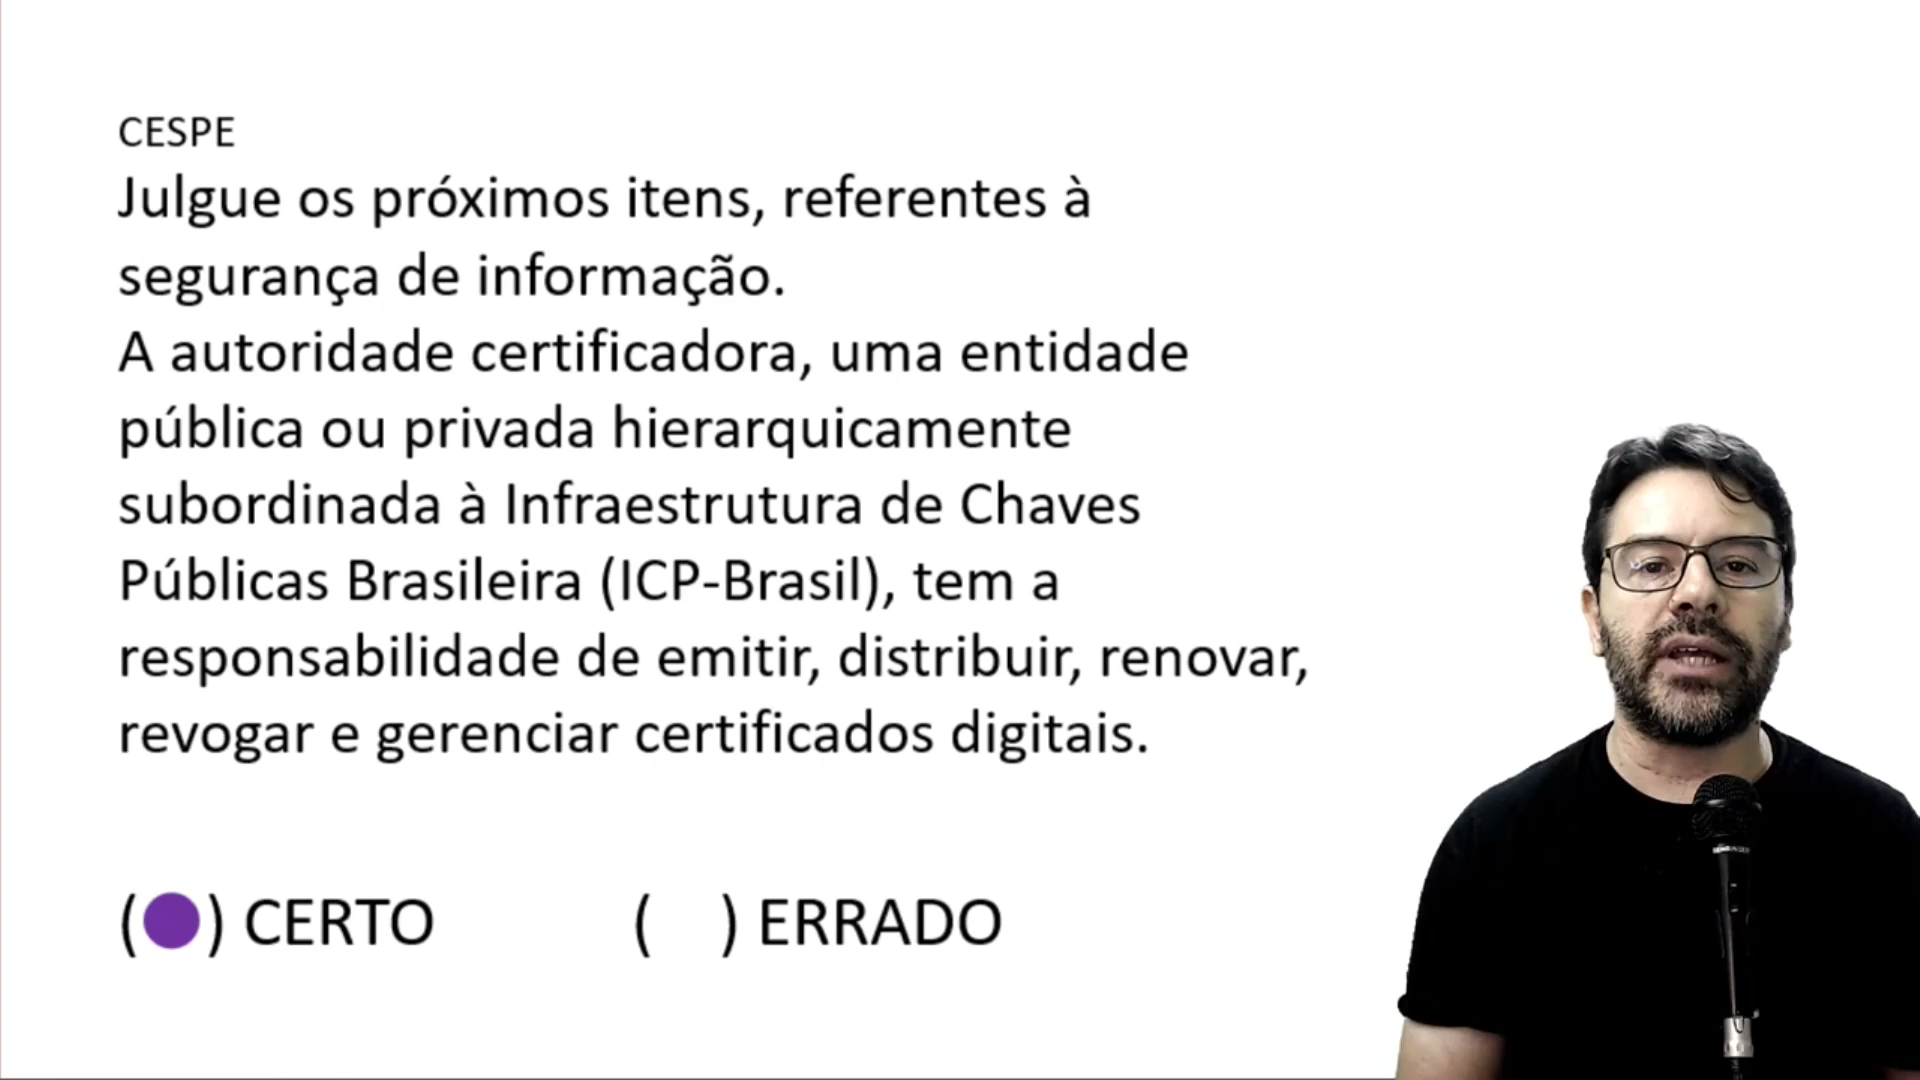 CESPE
Julgue os próximos itens, referentes à
segurança de informação.
A autoridade certificadora, uma entidade
pública ou privada hierarquicamente
subordinada à Infraestrutura de Chaves
Públicas Brasileira (ICP-Brasil), tem a
responsabilidade de emitir, distribuir, renovar,
revogar e gerenciar certificados digitais.
(●) CERTO ( ) ERRADO